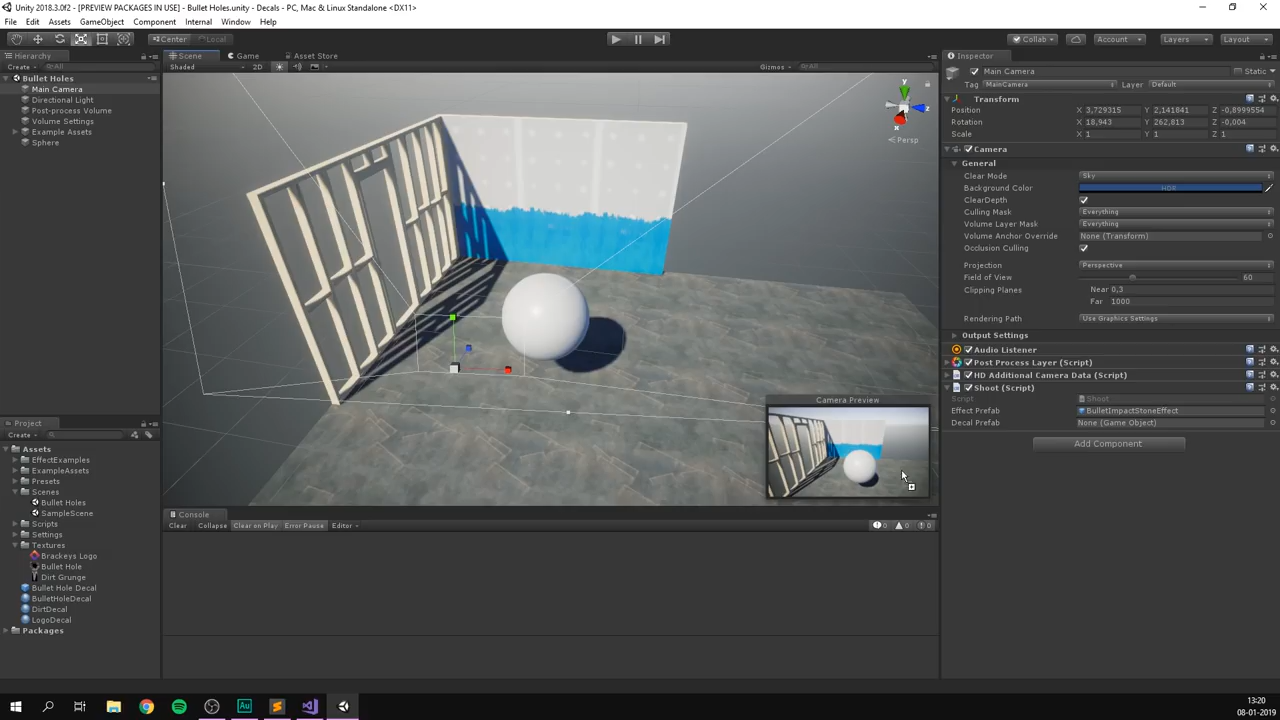 Unity 2018.3.0f2 - [PREVIEW PACKAGES IN USE] - Bullet Holes.unity - Decals - PC, Mac & Linux Standalone <DX11>
File Edit Assets GameObject Component Internal Window Help
Center Local
Collab Account Layers Layout
Hierarchy
Create All
Bullet Holes
Main Camera
Directional Light
Post-process Volume
Volume Settings
Example Assets
Sphere
Scene Game Asset Store
Shaded 2D Gizmos All
y
z
x
Persp
Camera Preview
Inspector
Main Camera Static
Tag MainCamera Layer Default
Transform
Position X 3,729315 Y 2,141841 Z -0,8999554
Rotation X 18,943 Y 262,813 Z -0,004
Scale X 1 Y 1 Z 1
Camera
General
Clear Mode Sky
Background Color HDR
ClearDepth
Culling Mask Everything
Volume Layer Mask Everything
Volume Anchor Override None (Transform)
Occlusion Culling
Projection Perspective
Field of View 60
Clipping Planes Near 0,3
Far 1000
Rendering Path Use Graphics Settings
Output Settings
Audio Listener
Post Process Layer (Script)
HD Additional Camera Data (Script)
Shoot (Script)
Script Shoot
Effect Prefab BulletImpactStoneEffect
Decal Prefab None (Game Object)
Add Component
Project
Create
Assets
EffectExamples
ExampleAssets
Presets
Scenes
Bullet Holes
SampleScene
Scripts
Settings
Textures
Brackeys Logo
Bullet Hole
Dirt Grunge
Bullet Hole Decal
BulletHoleDecal
DirtDecal
LogoDecal
Packages
Console
Clear Collapse Clear on Play Error Pause Editor 0 0 0
Au
13:20
08-01-2019